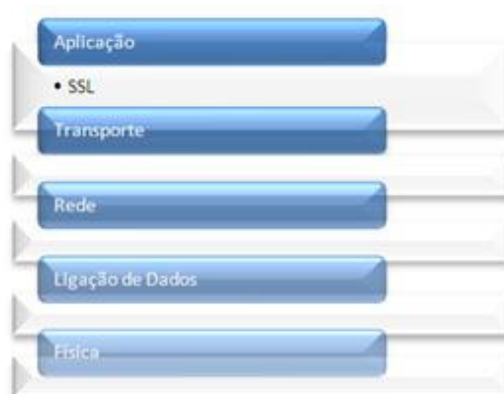 Aplicação
• SSL
Transporte
Rede
Ligação de Dados
Física